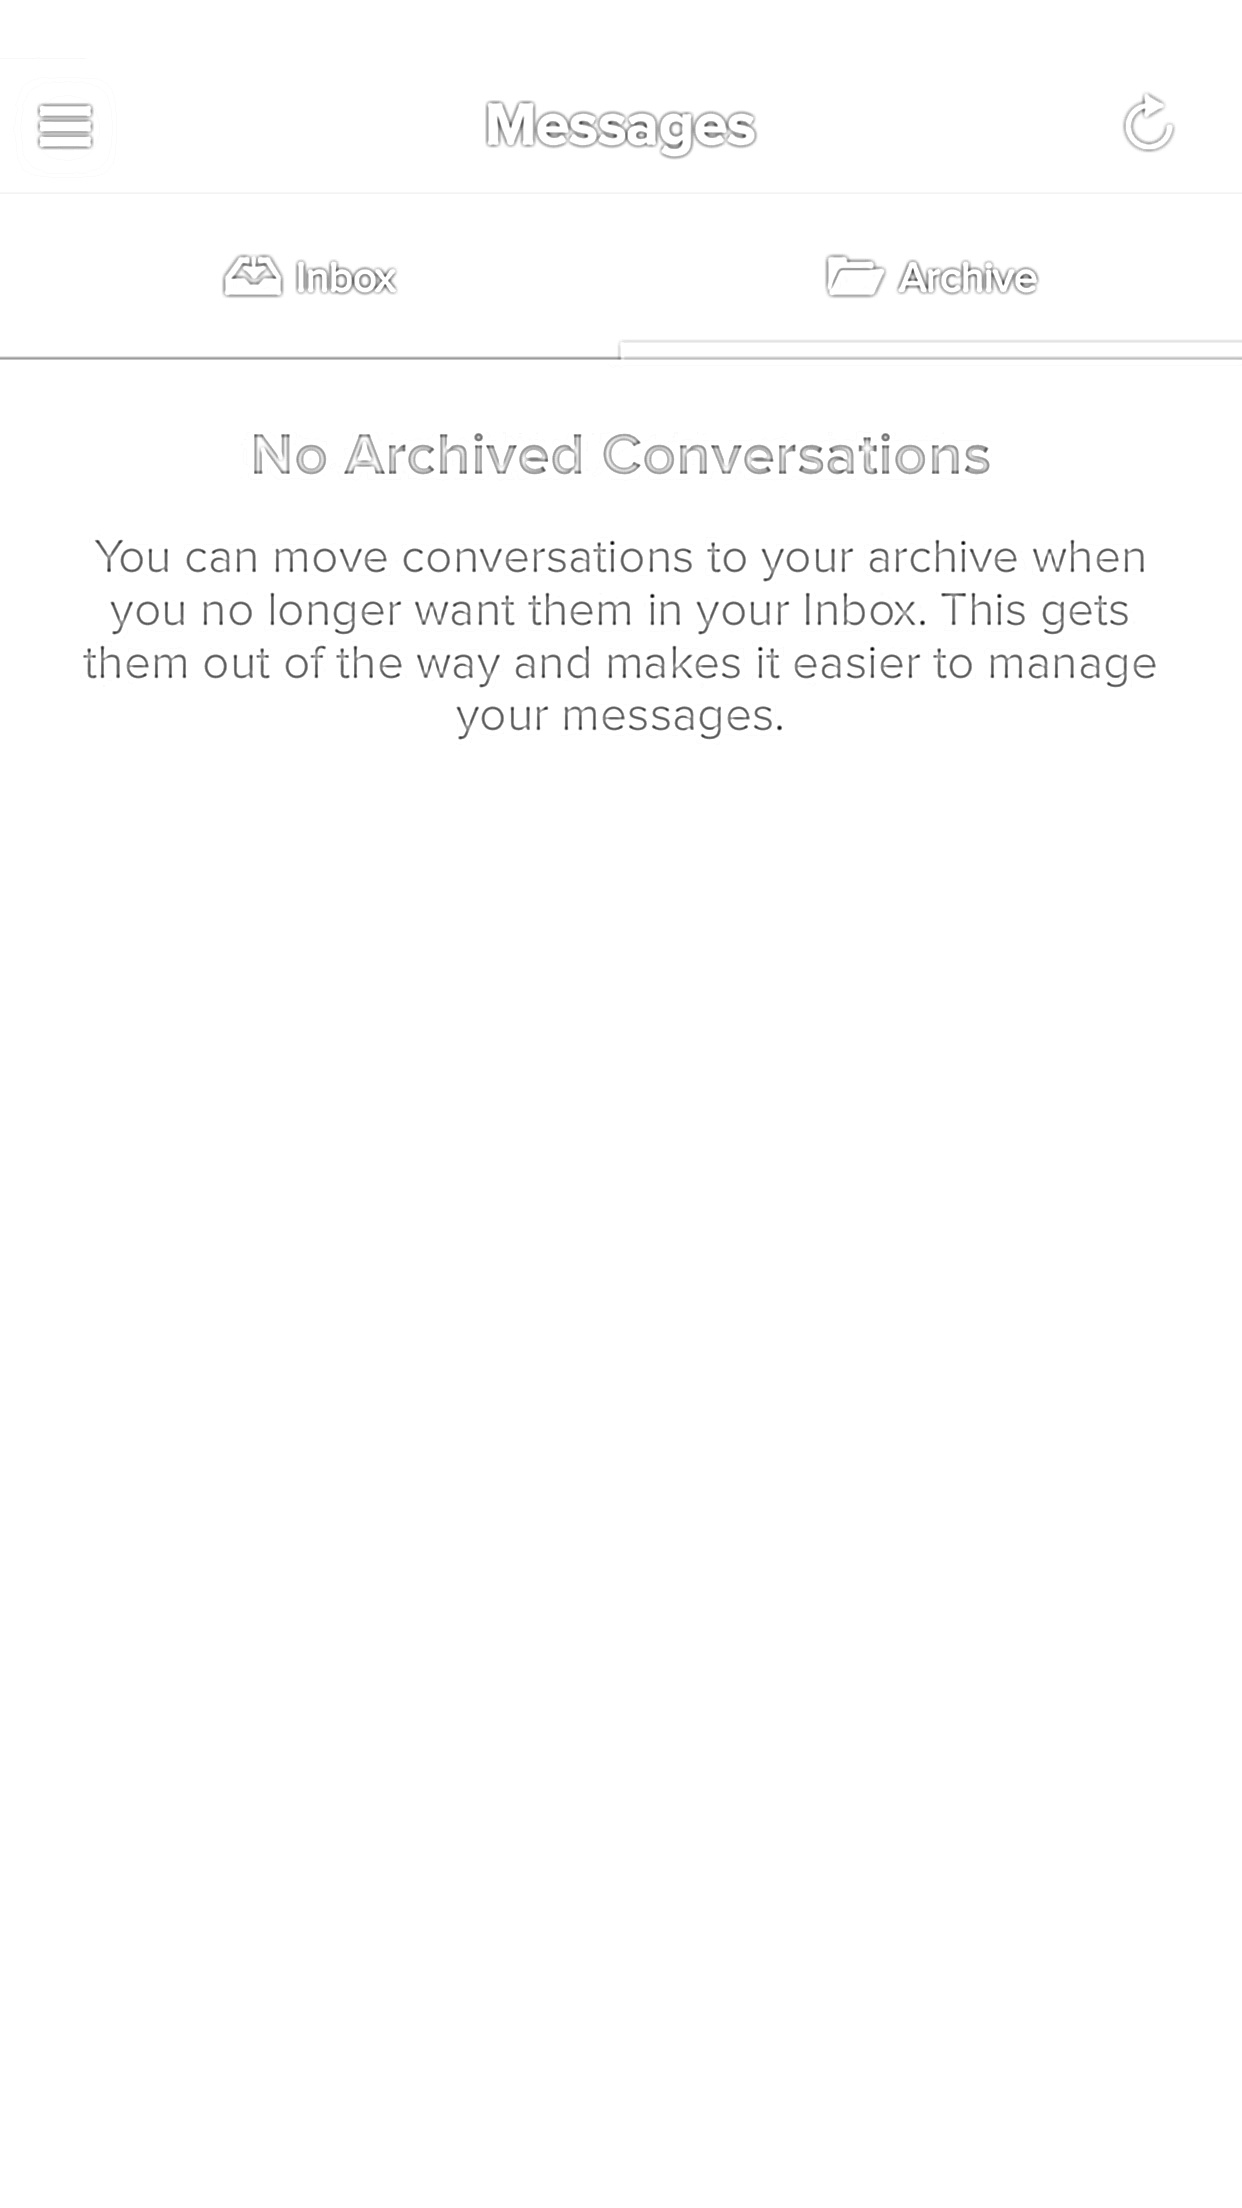 Messages
Inbox
Archive
No Archived Conversations
You can move conversations to your archive when
you no longer want them in your Inbox. This gets
them out of the way and makes it easier to manage
your messages.